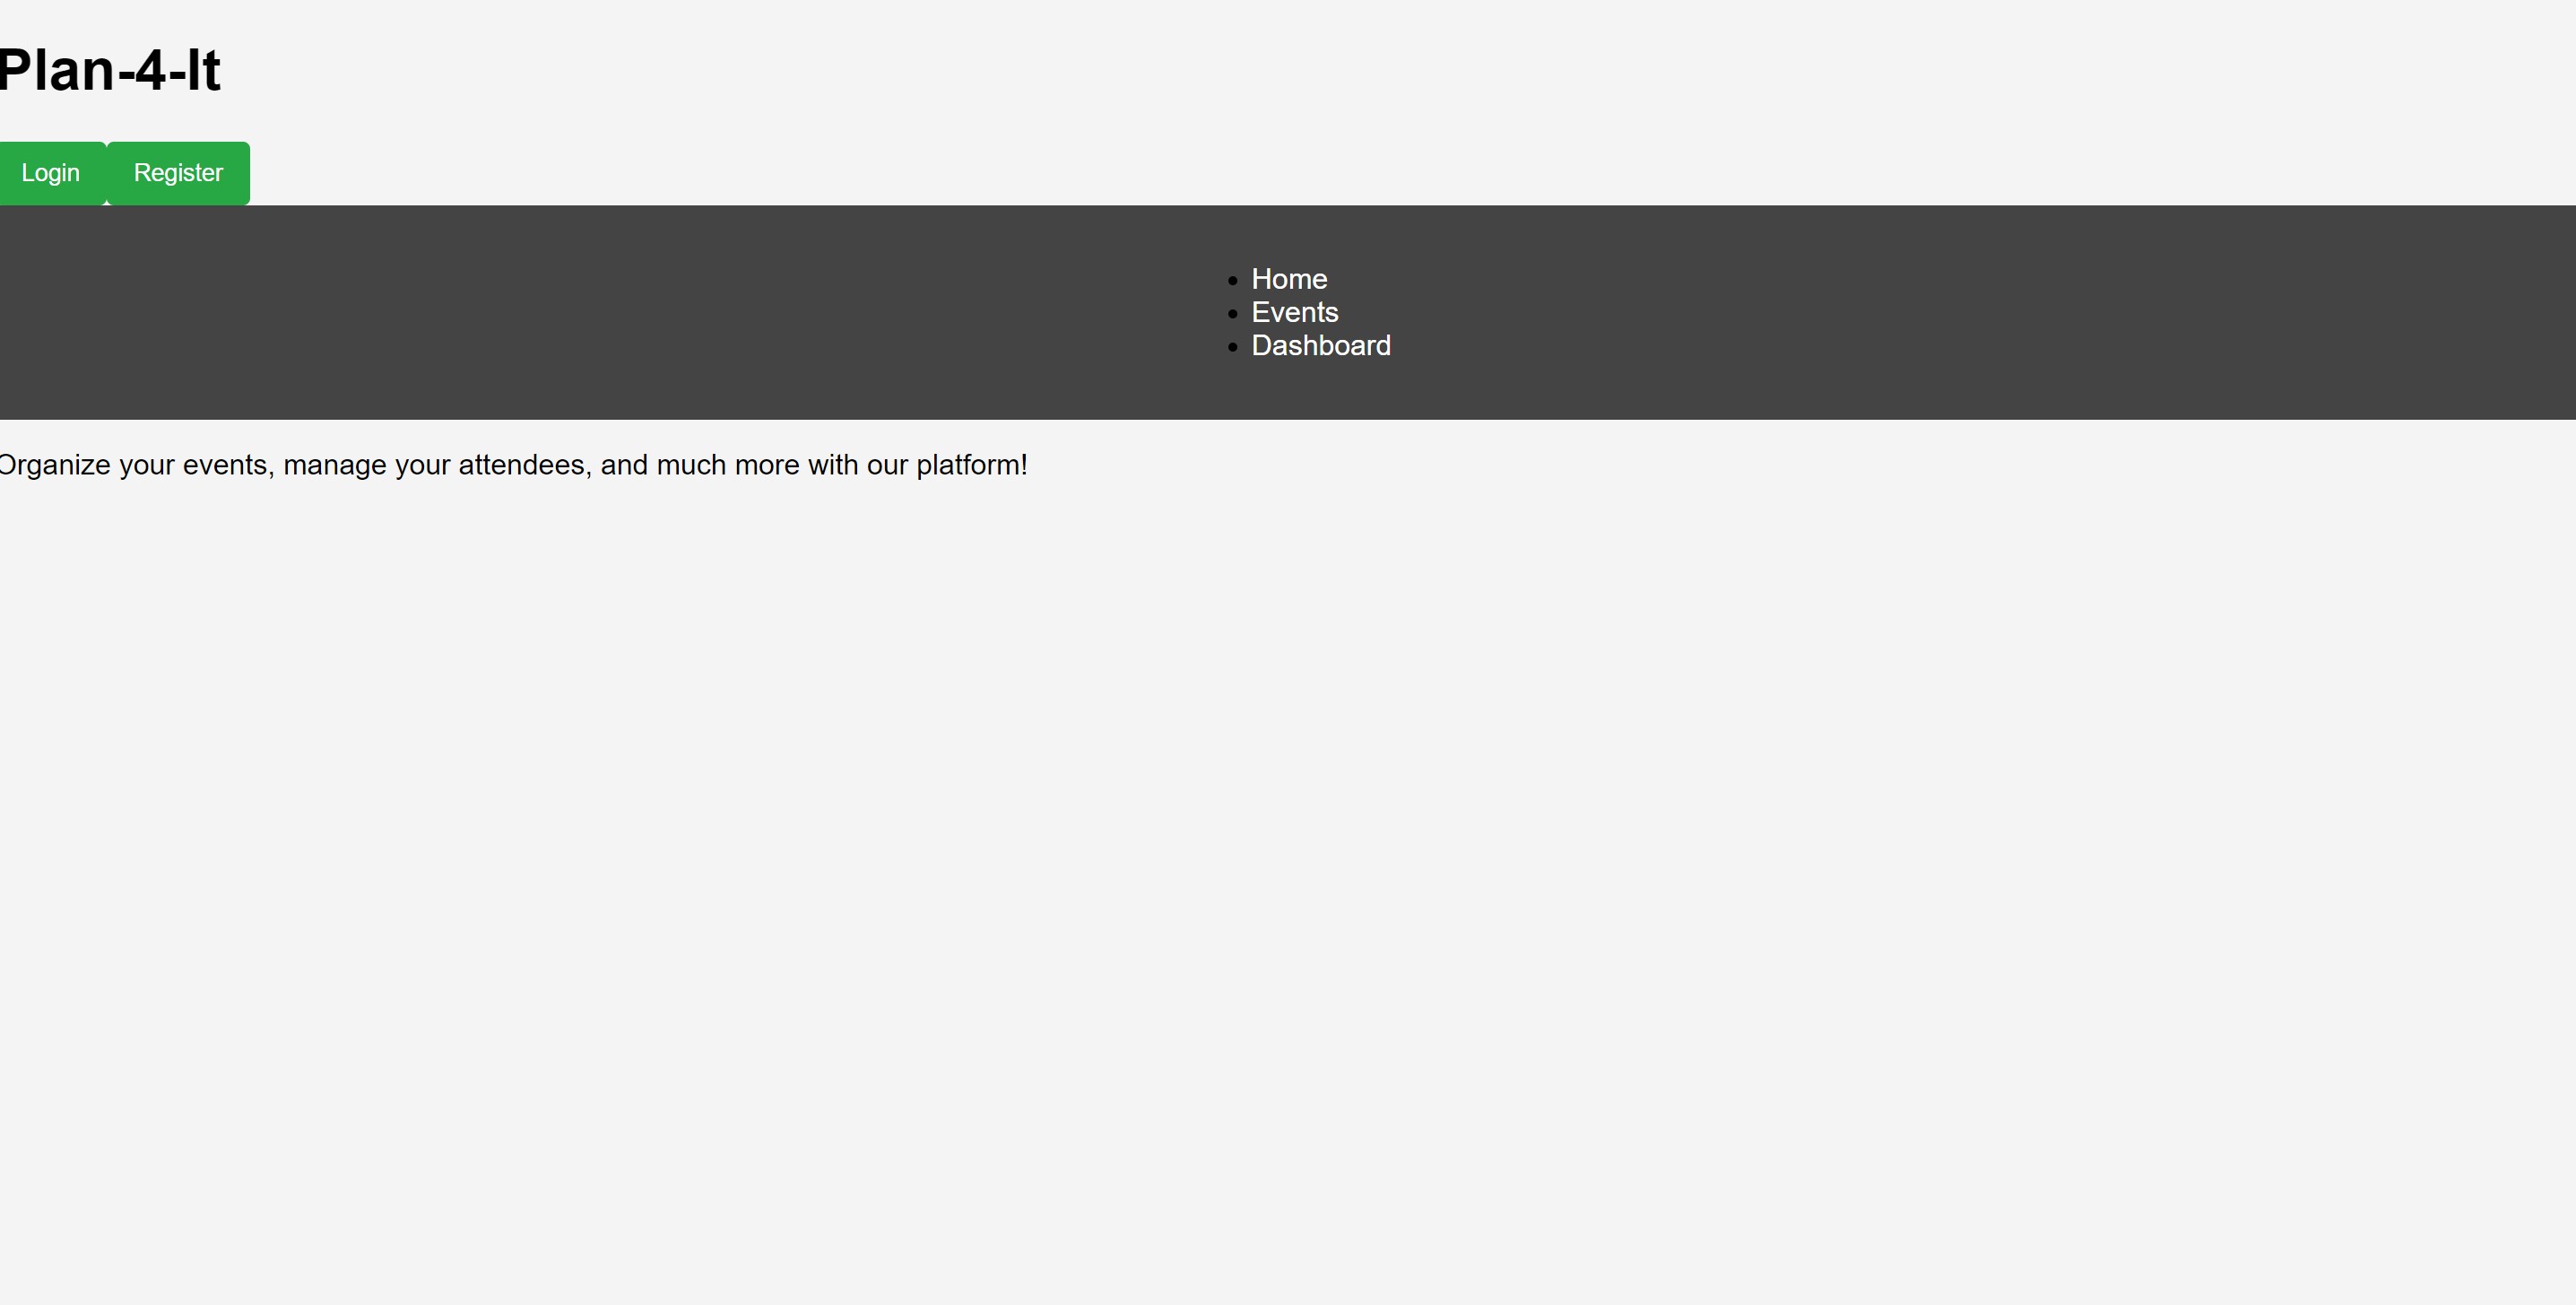 Plan-4-It
Login Register
Home
Events
Dashboard
Organize your events, manage your attendees, and much more with our platform!